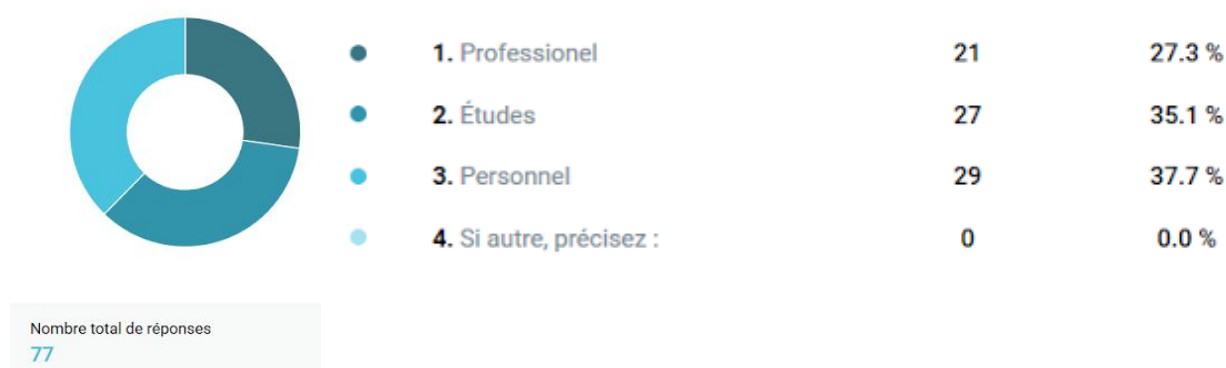 1. Professionel 21 27.3 %
2. Études 27 35.1 %
3. Personnel 29 37.7 %
4. Si autre, précisez : 0 0.0 %
Nombre total de réponses
77